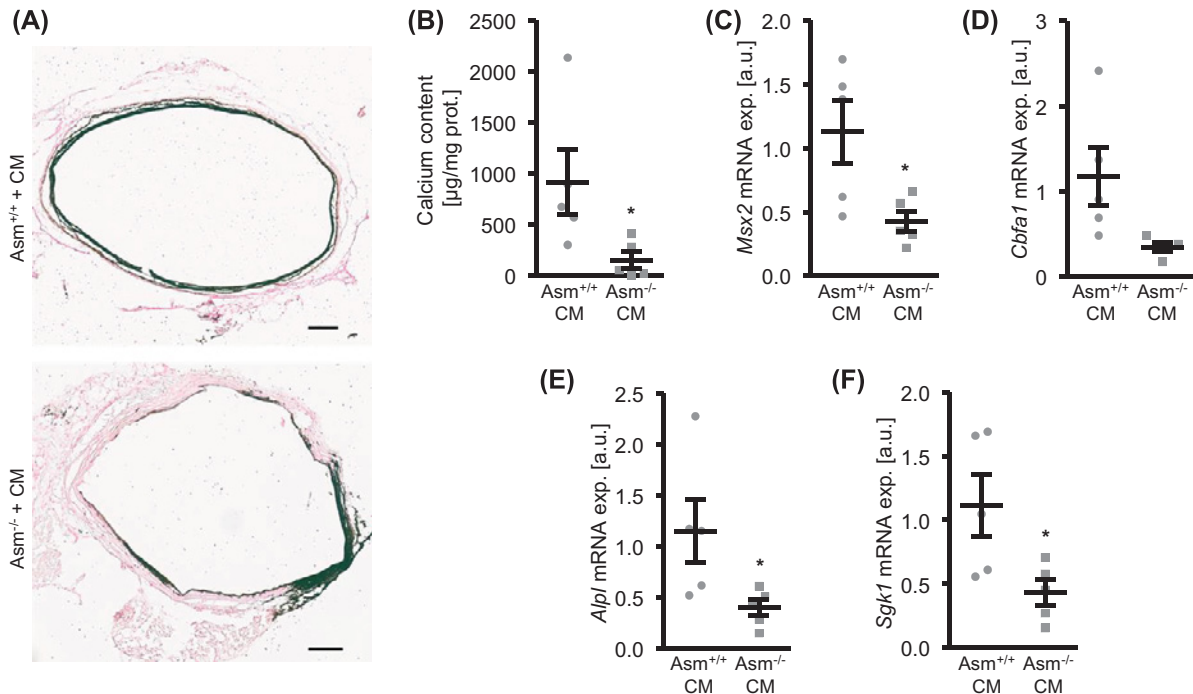 (A)
Asm+/+ + CM
Asm-/- + CM
(B)
Calcium content
[µg/mg prot.]
2500
2000
1500
1000
500
0
*
Asm+/+ Asm-/-
CM CM
(C)
Msx2 mRNA exp. [a.u.]
2.0
1.5
1.0
0.5
0.0
*
Asm+/+ Asm-/-
CM CM
(D)
Cbfa1 mRNA exp. [a.u.]
3
2
1
0
Asm+/+ Asm-/-
CM CM
(E)
Alpl mRNA exp. [a.u.]
2.5
2.0
1.5
1.0
0.5
0.0
*
Asm+/+ Asm-/-
CM CM
(F)
Sgk1 mRNA exp. [a.u.]
2.0
1.5
1.0
0.5
0.0
*
Asm+/+ Asm-/-
CM CM